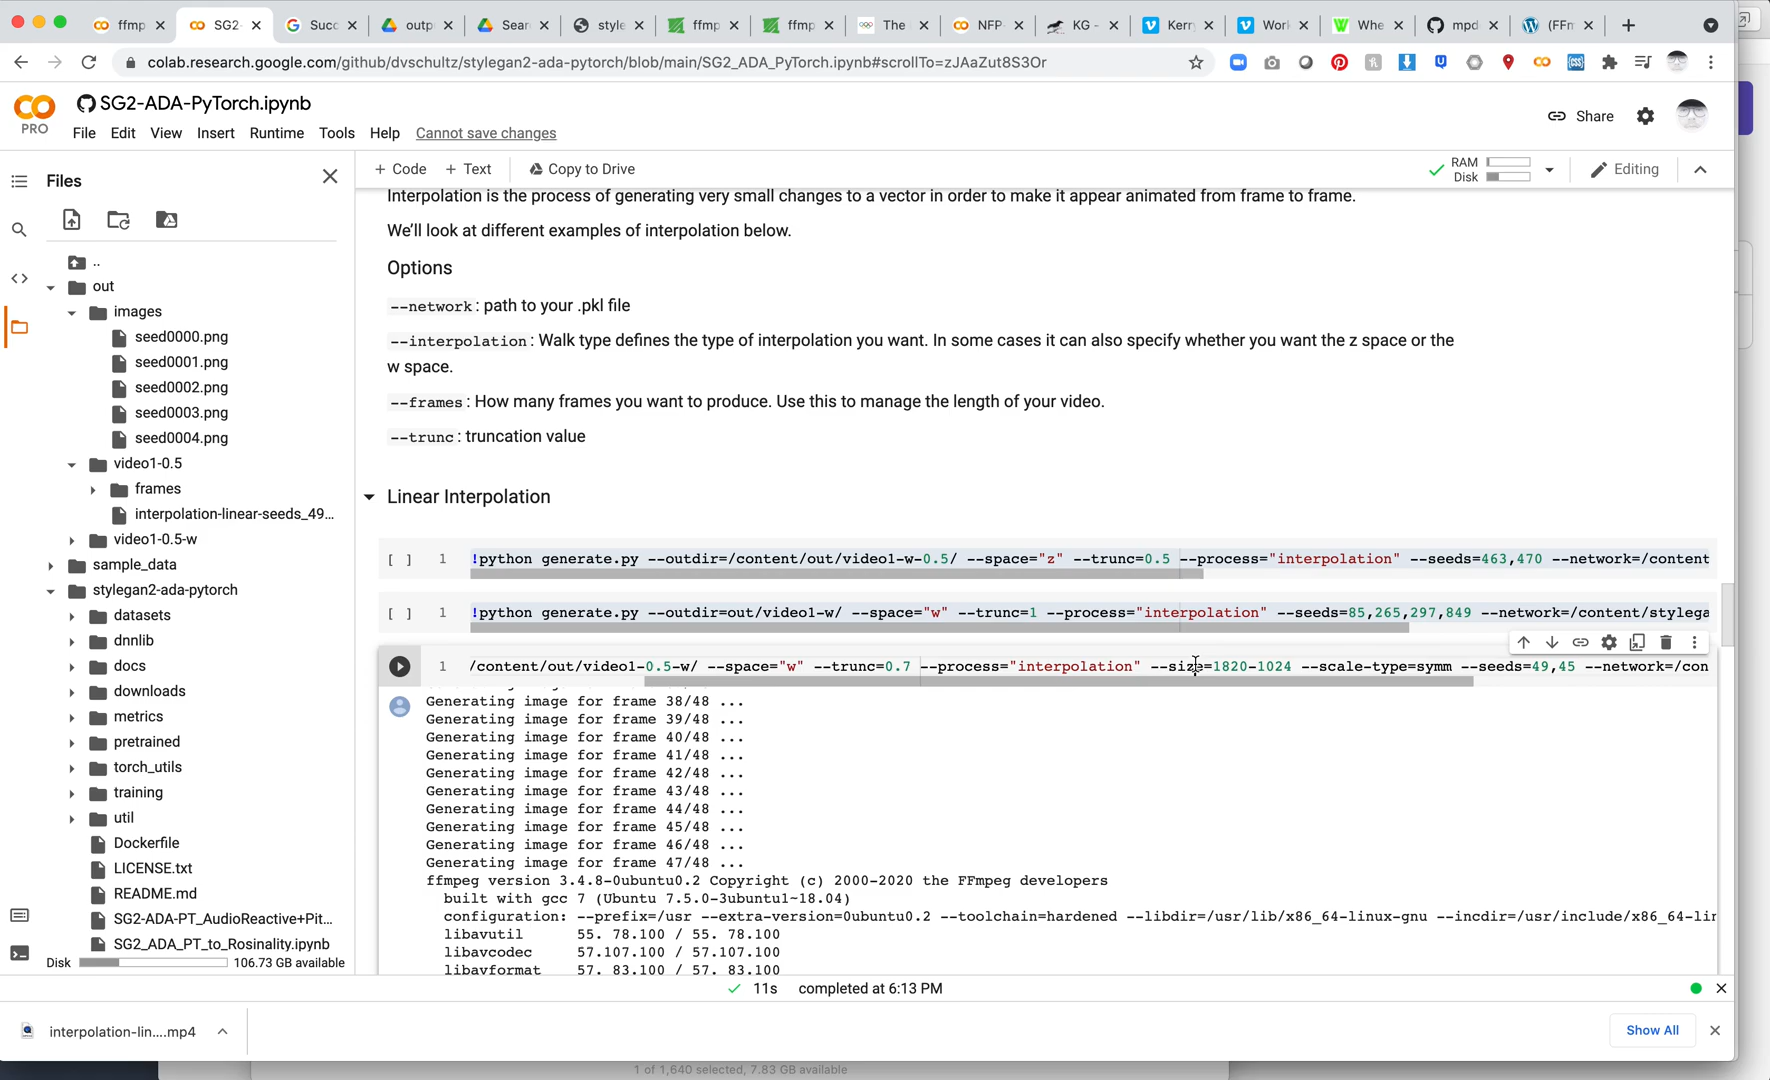 ffmp
SG2-
Succ
outp
Sear
style
ffmp
ffmp
The
NFP-
KG -
Kerry
Work
Whe
mpd
(FFm
colab.research.google.com/github/dvschultz/stylegan2-ada-pytorch/blob/main/SG2_ADA_PyTorch.ipynb#scrollTo=zJAaZut8S3Or
SG2-ADA-PyTorch.ipynb
PRO
File Edit View Insert Runtime Tools Help Cannot save changes
Share
Files
+ Code + Text Copy to Drive
RAM
Disk
Editing
..
out
images
seed0000.png
seed0001.png
seed0002.png
seed0003.png
seed0004.png
video1-0.5
frames
interpolation-linear-seeds_49...
video1-0.5-w
sample_data
stylegan2-ada-pytorch
datasets
dnnlib
docs
downloads
metrics
pretrained
torch_utils
training
util
Dockerfile
LICENSE.txt
README.md
SG2-ADA-PT_AudioReactive+Pit...
SG2_ADA_PT_to_Rosinality.ipynb
Disk 106.73 GB available
Interpolation is the process of generating very small changes to a vector in order to make it appear animated from frame to frame.
We'll look at different examples of interpolation below.
Options
--network: path to your .pkl file
--interpolation: Walk type defines the type of interpolation you want. In some cases it can also specify whether you want the z space or the
w space.
--frames: How many frames you want to produce. Use this to manage the length of your video.
--trunc: truncation value
Linear Interpolation
[ ] 1 !python generate.py --outdir=/content/out/video1-w-0.5/ --space="z" --trunc=0.5 --process="interpolation" --seeds=463,470 --network=/content
[ ] 1 !python generate.py --outdir=out/video1-w/ --space="w" --trunc=1 --process="interpolation" --seeds=85,265,297,849 --network=/content/stylega
1 /content/out/video1-0.5-w/ --space="w" --trunc=0.7 --process="interpolation" --size=1820-1024 --scale-type=symm --seeds=49,45 --network=/con
Generating image for frame 38/48 ...
Generating image for frame 39/48 ...
Generating image for frame 40/48 ...
Generating image for frame 41/48 ...
Generating image for frame 42/48 ...
Generating image for frame 43/48 ...
Generating image for frame 44/48 ...
Generating image for frame 45/48 ...
Generating image for frame 46/48 ...
Generating image for frame 47/48 ...
ffmpeg version 3.4.8-0ubuntu0.2 Copyright (c) 2000-2020 the FFmpeg developers
built with gcc 7 (Ubuntu 7.5.0-3ubuntu1~18.04)
configuration: --prefix=/usr --extra-version=0ubuntu0.2 --toolchain=hardened --libdir=/usr/lib/x86_64-linux-gnu --incdir=/usr/include/x86_64-lin
libavutil 55. 78.100 / 55. 78.100
libavcodec 57.107.100 / 57.107.100
libavformat 57. 83.100 / 57. 83.100
11s completed at 6:13 PM
interpolation-lin....mp4
Show All
1 of 1,640 selected, 7.83 GB available